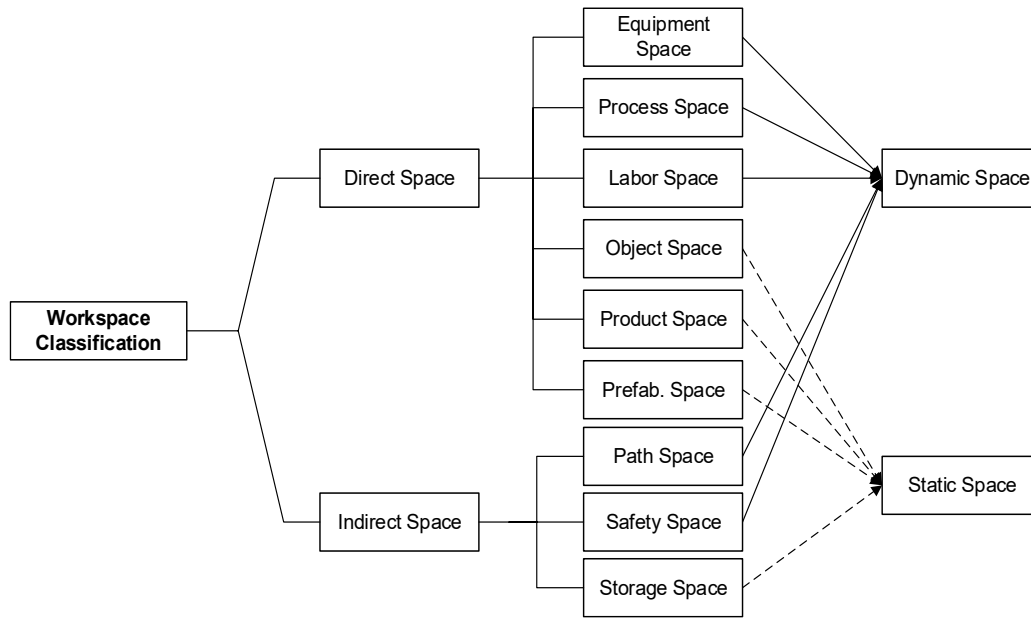 Equipment
Space
Process Space
Direct Space
Labor Space
Dynamic Space
Object Space
Workspace
Classification
Product Space
Prefab. Space
Path Space
Static Space
Indirect Space
Safety Space
Storage Space